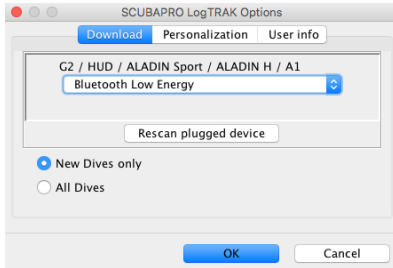 SCUBAPRO LogTRAK Options
Download Personalization User info
G2 / HUD / ALADIN Sport / ALADIN H / A1
Bluetooth Low Energy
Rescan plugged device
New Dives only
All Dives
OK Cancel